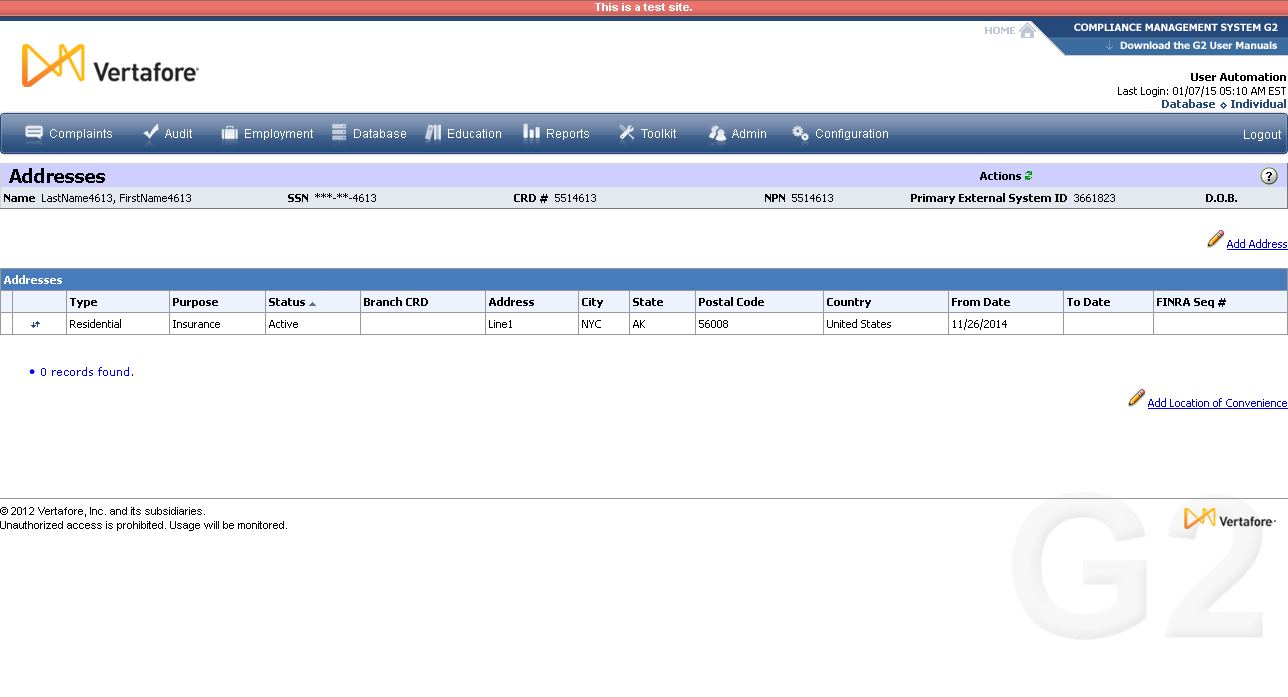 This is a test site.
HOME
COMPLIANCE MANAGEMENT SYSTEM G2
Download the G2 User Manuals
Vertafore
User Automation
Last Login: 01/07/15 05:10 AM EST
Database ◇ Individual
Complaints Audit Employment Database Education Reports Toolkit Admin Configuration Logout
Addresses Actions ?
Name LastName4613, FirstName4613 SSN ***-**-4613 CRD # 5514613 NPN 5514613 Primary External System ID 3661823 D.O.B.
Add Address
Addresses
Type Purpose Status Branch CRD Address City State Postal Code Country From Date To Date FINRA Seq #
Residential Insurance Active Line1 NYC AK 56008 United States 11/26/2014
• 0 records found.
Add Location of Convenience
© 2012 Vertafore, Inc. and its subsidiaries.
Unauthorized access is prohibited. Usage will be monitored.
Vertafore
G2